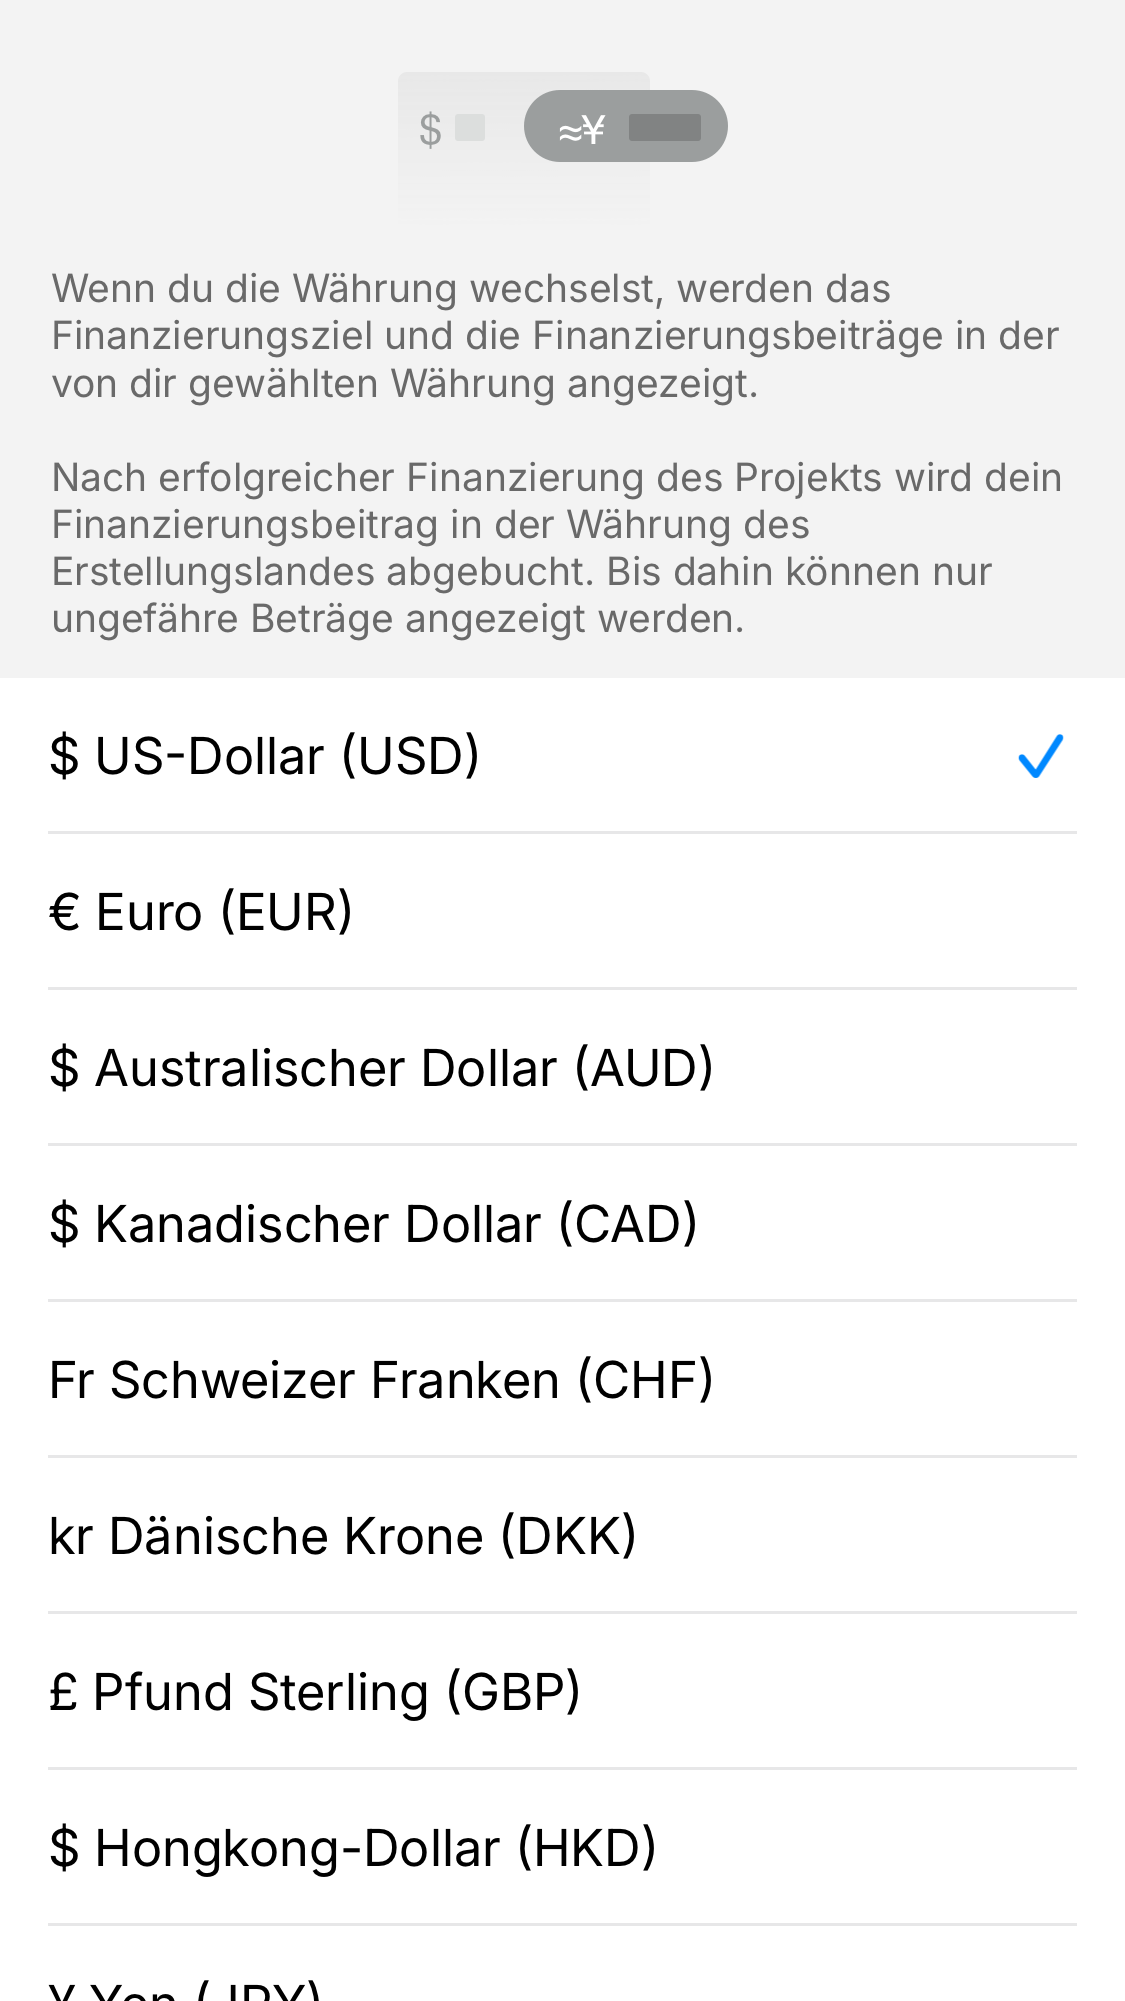 $ ≈¥
Wenn du die Währung wechselst, werden das
Finanzierungsziel und die Finanzierungsbeiträge in der
von dir gewählten Währung angezeigt.
Nach erfolgreicher Finanzierung des Projekts wird dein
Finanzierungsbeitrag in der Währung des
Erstellungslandes abgebucht. Bis dahin können nur
ungefähre Beträge angezeigt werden.
$ US-Dollar (USD)
€ Euro (EUR)
$ Australischer Dollar (AUD)
$ Kanadischer Dollar (CAD)
Fr Schweizer Franken (CHF)
kr Dänische Krone (DKK)
£ Pfund Sterling (GBP)
$ Hongkong-Dollar (HKD)
¥ Yen (JPY)